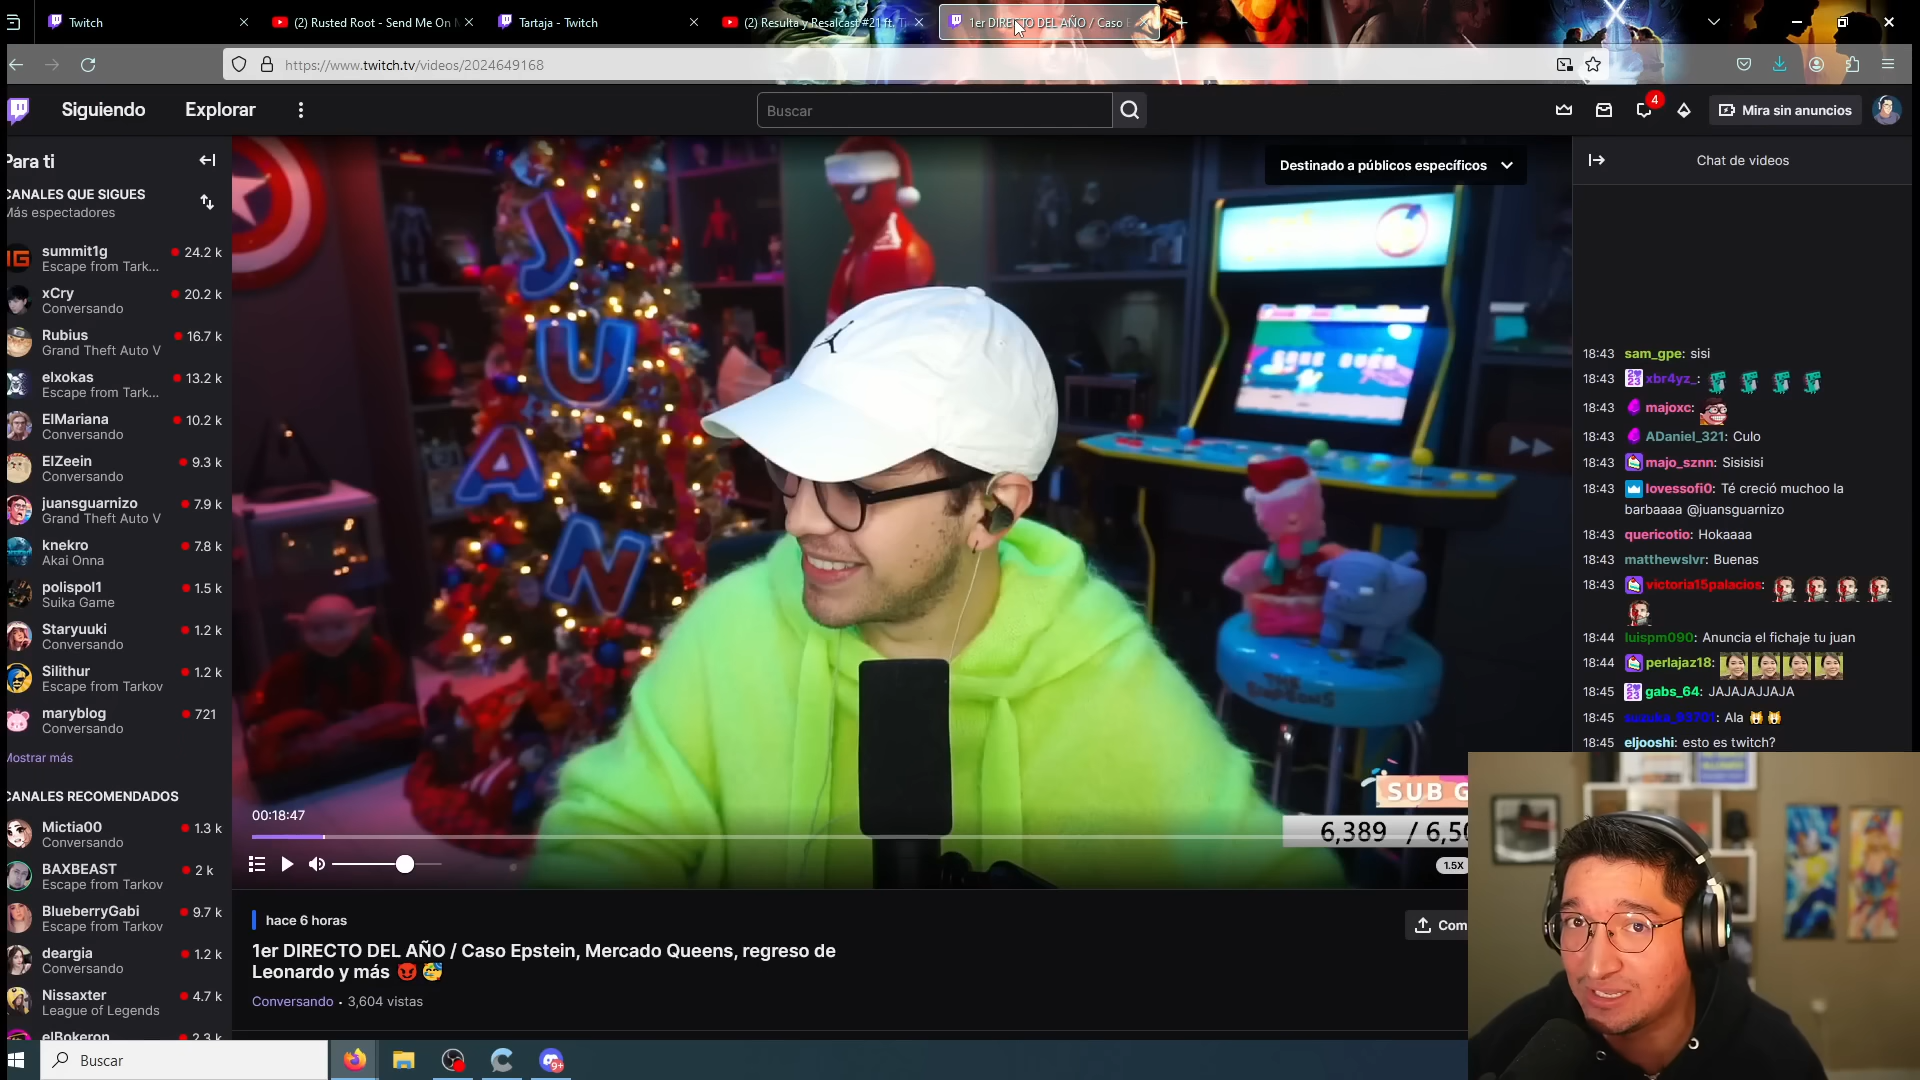 Twitch
(2) Rusted Root - Send Me On M
Tartaja - Twitch
(2) Resulta y Resalcast #21 ft. T
1er DIRECTO DEL AÑO / Caso E
https://www.twitch.tv/videos/2024649168
Siguiendo
Explorar
Buscar
4
Mira sin anuncios
Para ti
CANALES QUE SIGUES
Más espectadores
summit1g
24.2 k
Escape from Tark...
xCry
20.2 k
Conversando
Rubius
16.7 k
Grand Theft Auto V
elxokas
13.2 k
Escape from Tark...
ElMariana
10.2 k
Conversando
ElZeein
9.3 k
Conversando
juansguarnizo
7.9 k
Grand Theft Auto V
knekro
7.8 k
Akai Onna
polispol1
1.5 k
Suika Game
Staryuuki
1.2 k
Conversando
Silithur
1.2 k
Escape from Tarkov
maryblog
721
Conversando
Mostrar más
CANALES RECOMENDADOS
Mictia00
1.3 k
Conversando
BAXBEAST
2 k
Escape from Tarkov
BlueberryGabi
9.7 k
Escape from Tarkov
deargia
1.2 k
Conversando
Nissaxter
4.7 k
League of Legends
elBokeron
2.3 k
Destinado a públicos específicos
JUAN
GAME OVER
THE
SIMPSONS
SUB G
6,389 / 6,50
00:18:47
1.5X
hace 6 horas
Com
1er DIRECTO DEL AÑO / Caso Epstein, Mercado Queens, regreso de
Leonardo y más
Conversando • 3,604 vistas
Chat de videos
18:43 sam_gpe: sisi
18:43 xbr4yz_:
18:43 majoxc:
18:43 ADaniel_321: Culo
18:43 majo_sznn: Sisisisi
18:43 lovessofi0: Té creció muchoo la
barbaaaa @juansguarnizo
18:43 quericotio: Hokaaaa
18:43 matthewslvr: Buenas
18:43 victoria15palacios:
18:44 luispm090: Anuncia el fichaje tu juan
18:44 perlajaz18:
18:45 gabs_64: JAJAJAJJAJA
18:45 : Ala
18:45 eljooshi: esto es twitch?
Buscar
9+